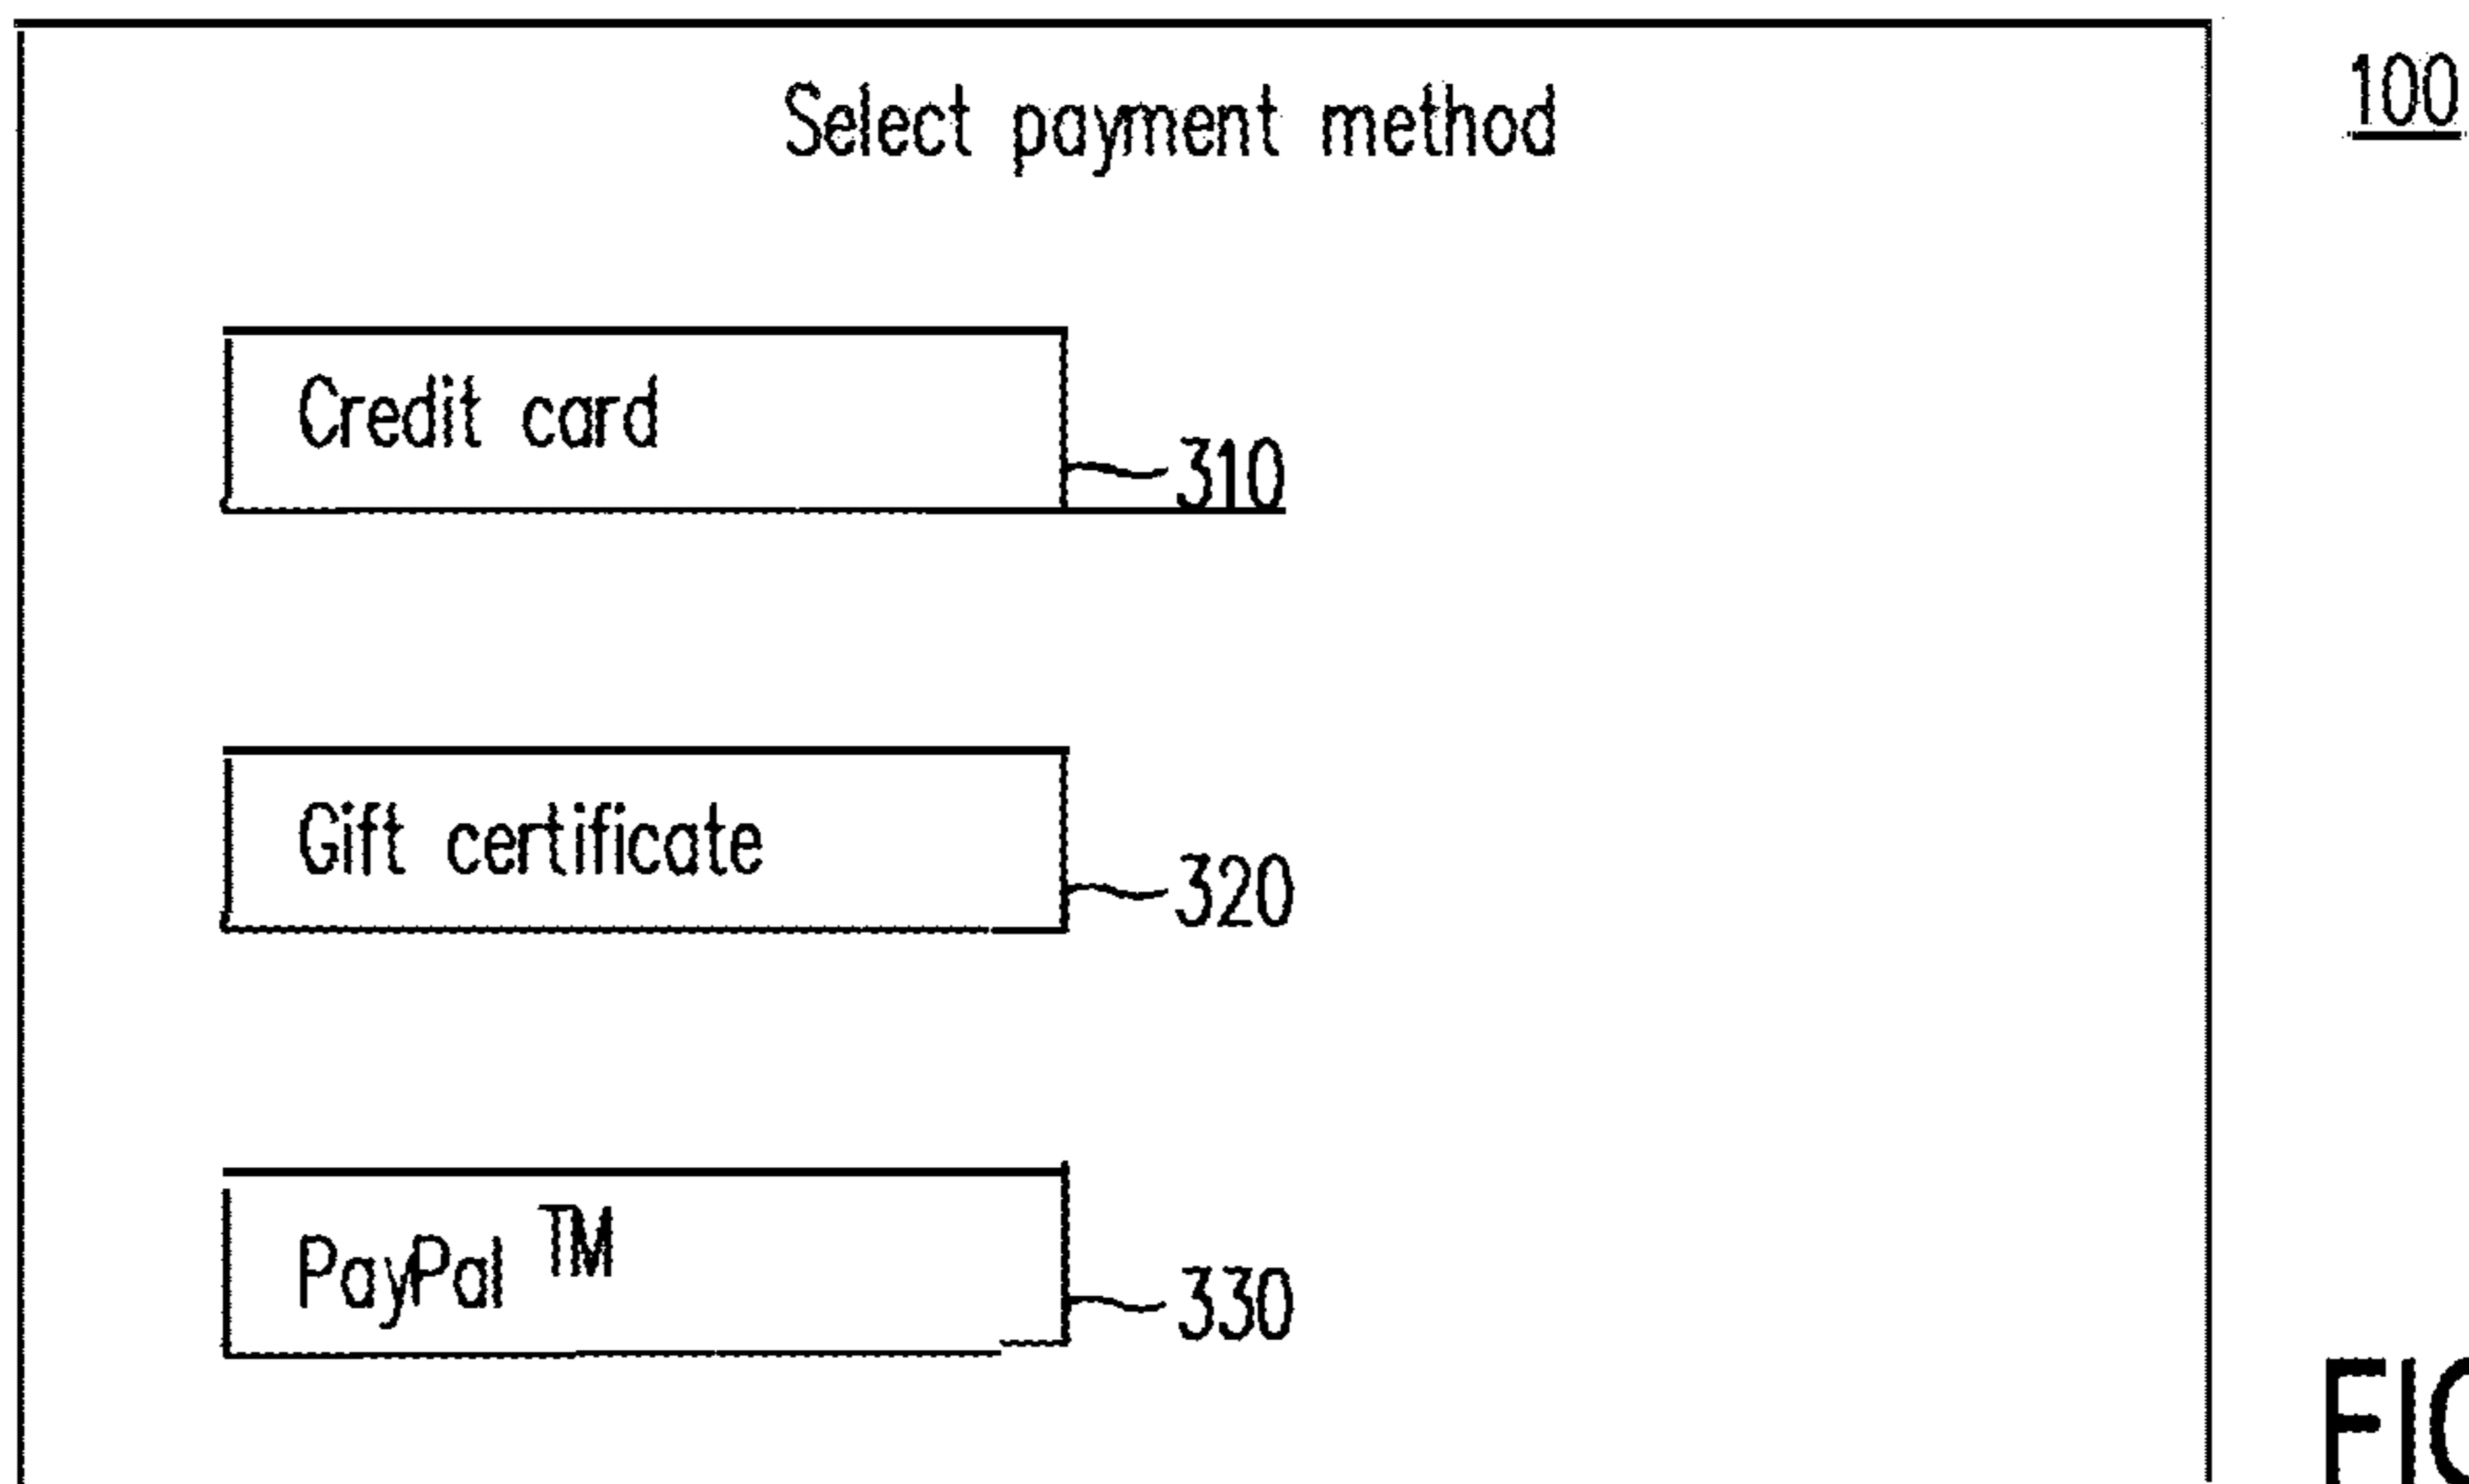 Select payment method
100
Credit card
310
Gift certificate
320
PayPal TM
330